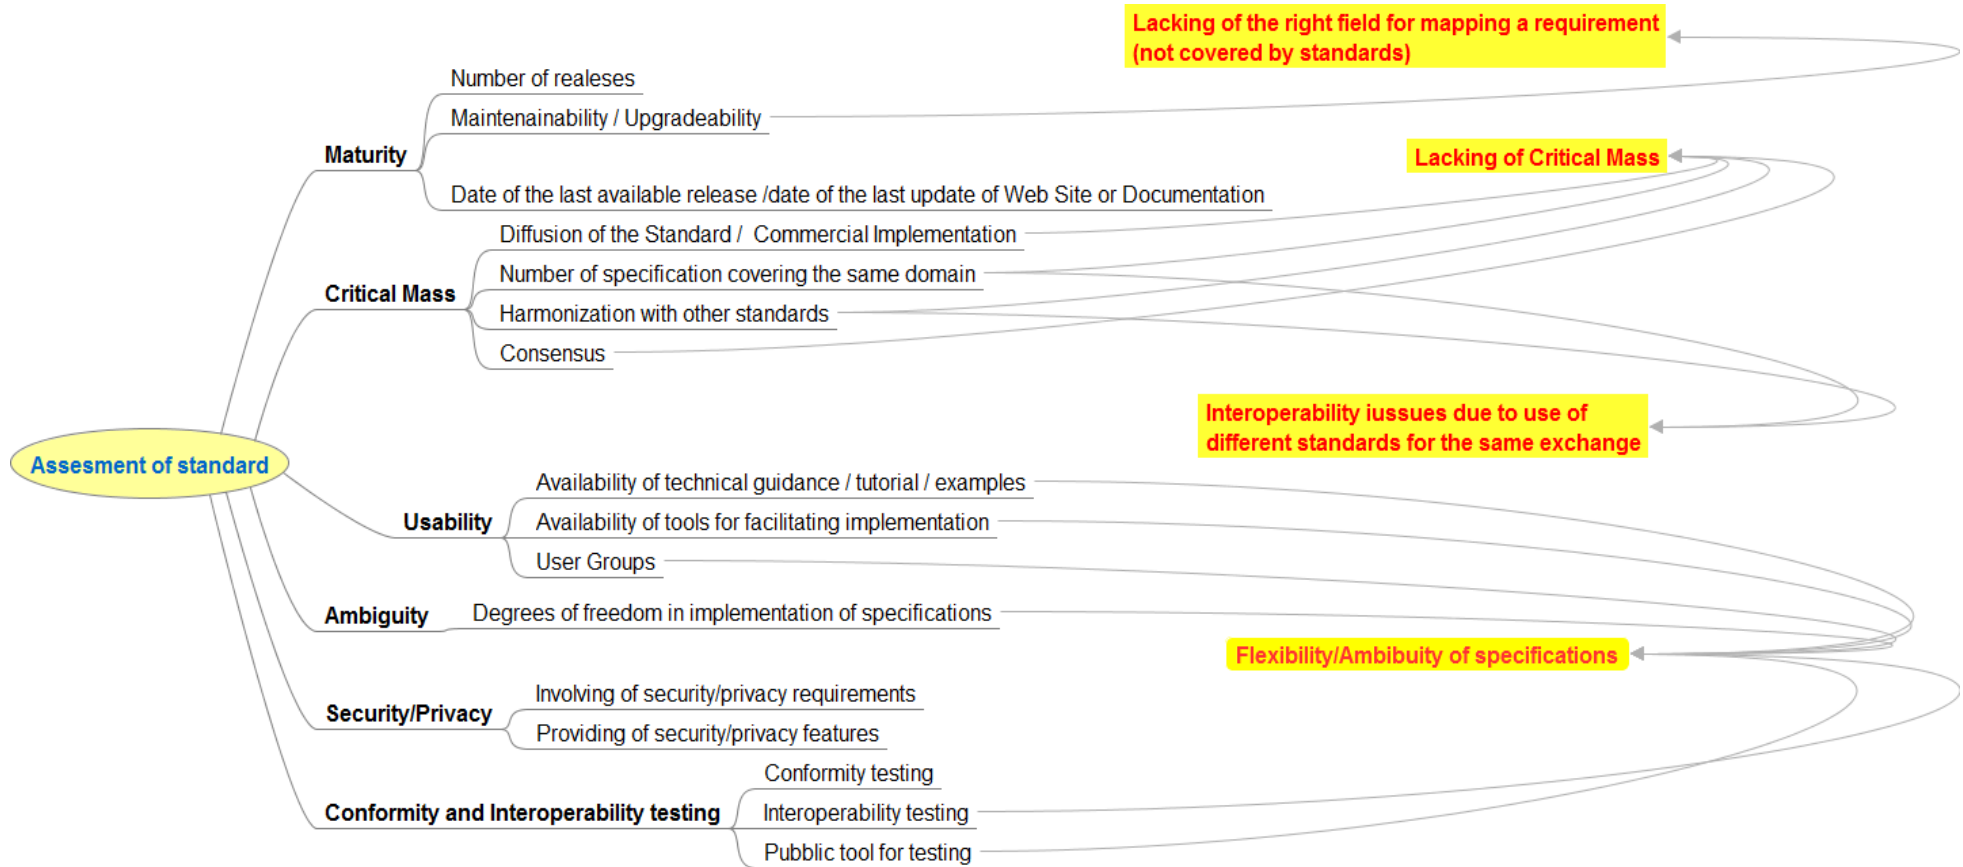 Lacking of the right field for mapping a requirement
(not covered by standards)
Number of realeses
Maintenainability / Upgradeability
Maturity
Lacking of Critical Mass
Date of the last available release /date of the last update of Web Site or Documentation
Diffusion of the Standard / Commercial Implementation
Number of specification covering the same domain
Critical Mass
Harmonization with other standards
Consensus
Interoperability iussues due to use of
different standards for the same exchange
Assesment of standard
Availability of technical guidance / tutorial / examples
Usability
Availability of tools for facilitating implementation
User Groups
Ambiguity
Degrees of freedom in implementation of specifications
Flexibility/Ambibuity of specifications
Involving of security/privacy requirements
Security/Privacy
Providing of security/privacy features
Conformity testing
Conformity and Interoperability testing
Interoperability testing
Pubblic tool for testing